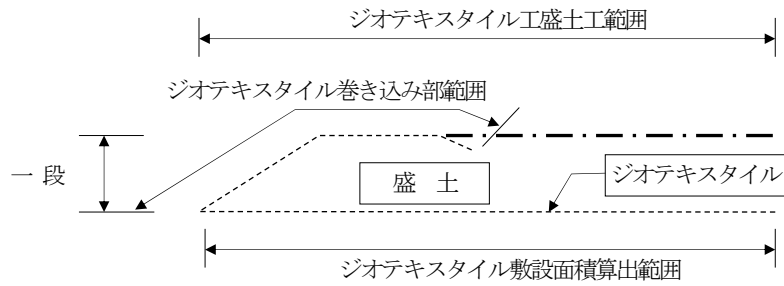 ジオテキスタイル工盛土工範囲
ジオテキスタイル巻き込み部範囲
一 段
盛 土
ジオテキスタイル
ジオテキスタイル敷設面積算出範囲